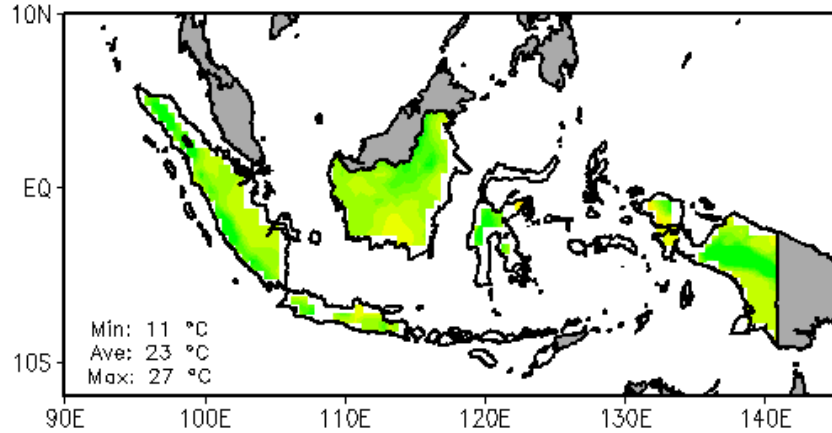 10N
EQ
Min: 11 °C
Ave: 23 °C
Max: 27 °C
10S
90E 100E 110E 120E 130E 140E